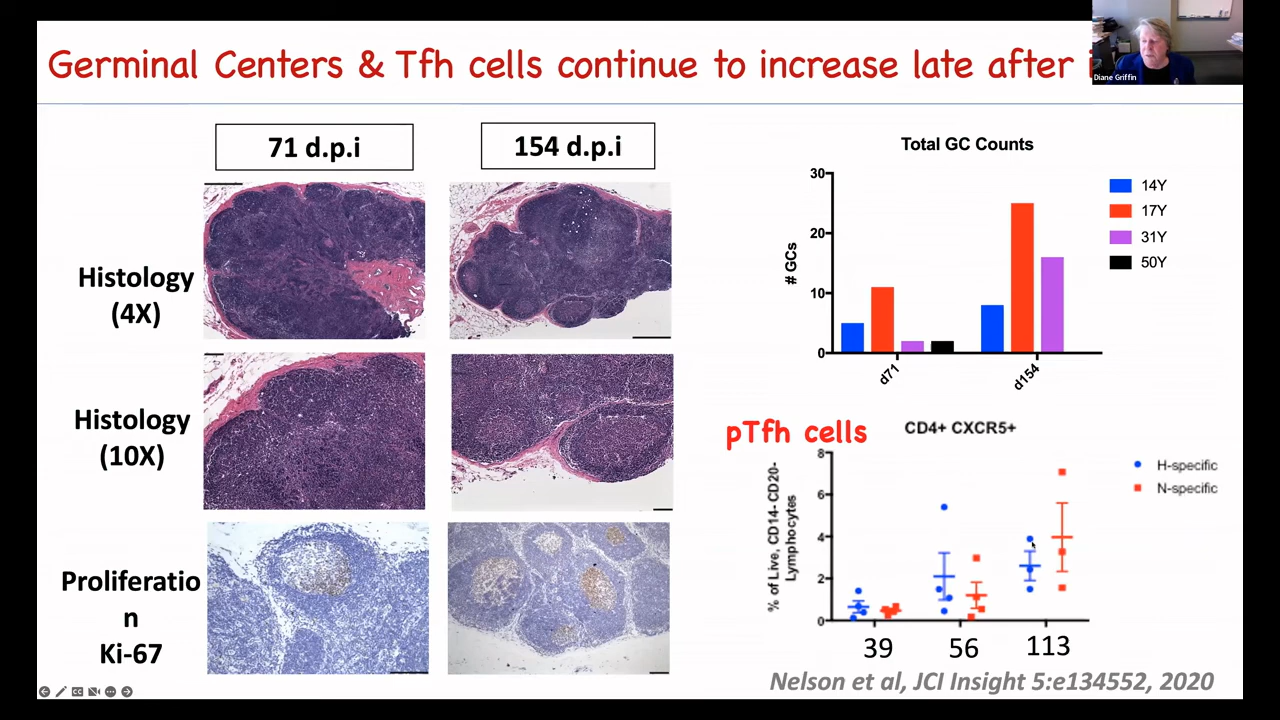 Germinal Centers & Tfh cells continue to increase late after
Diane Griffin
71 d.p.i
154 d.p.i
Histology
(4X)
Histology
(10X)
Proliferatio
n
Ki-67
Total GC Counts
# GCs
30
20
10
0
d71
d154
14Y
17Y
31Y
50Y
pTfh cells
CD4+ CXCR5+
% of Live, CD14- CD20-
Lymphocytes
8
6
4
2
0
39
56
113
H-specific
N-specific
Nelson et al, JCI Insight 5:e134552, 2020